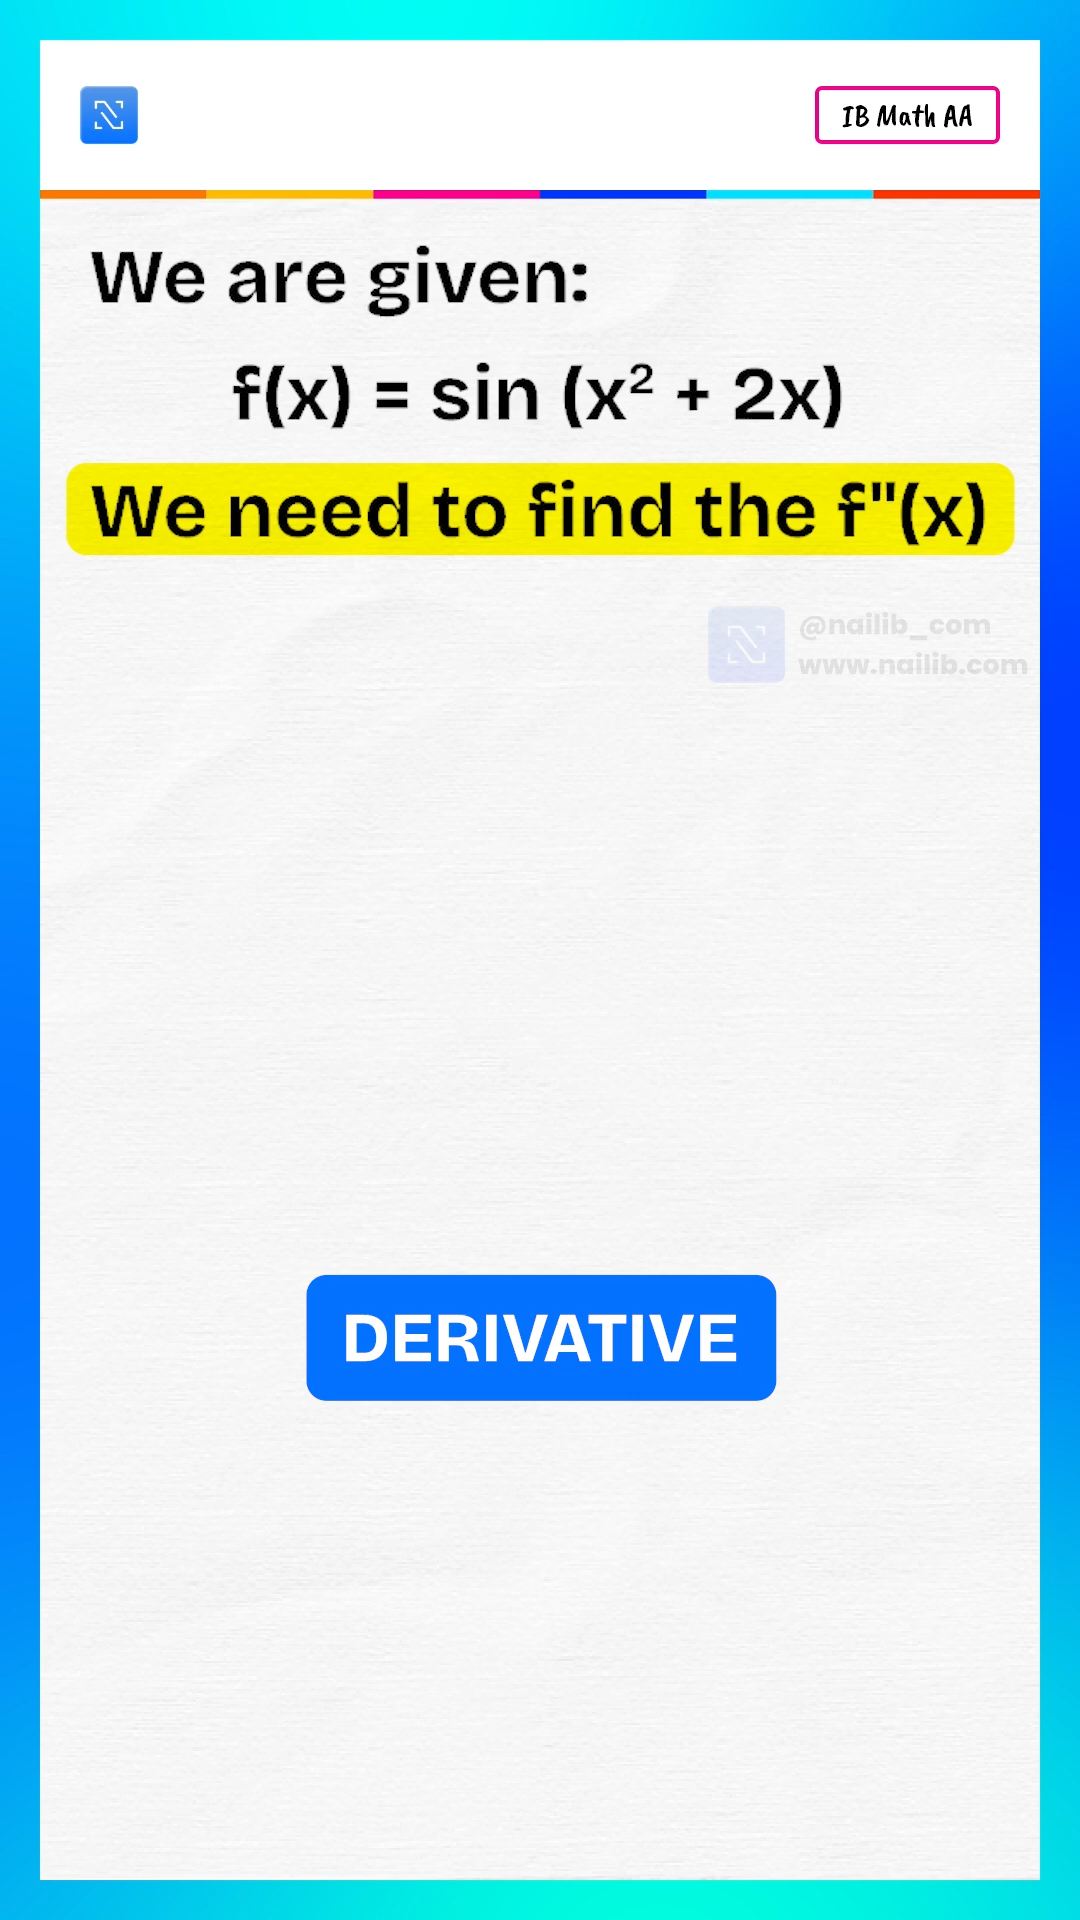 IB Math AA
We are given:
f(x) = sin (x² + 2x)
We need to find the f"(x)
@nailib_com
www.nailib.com
DERIVATIVE